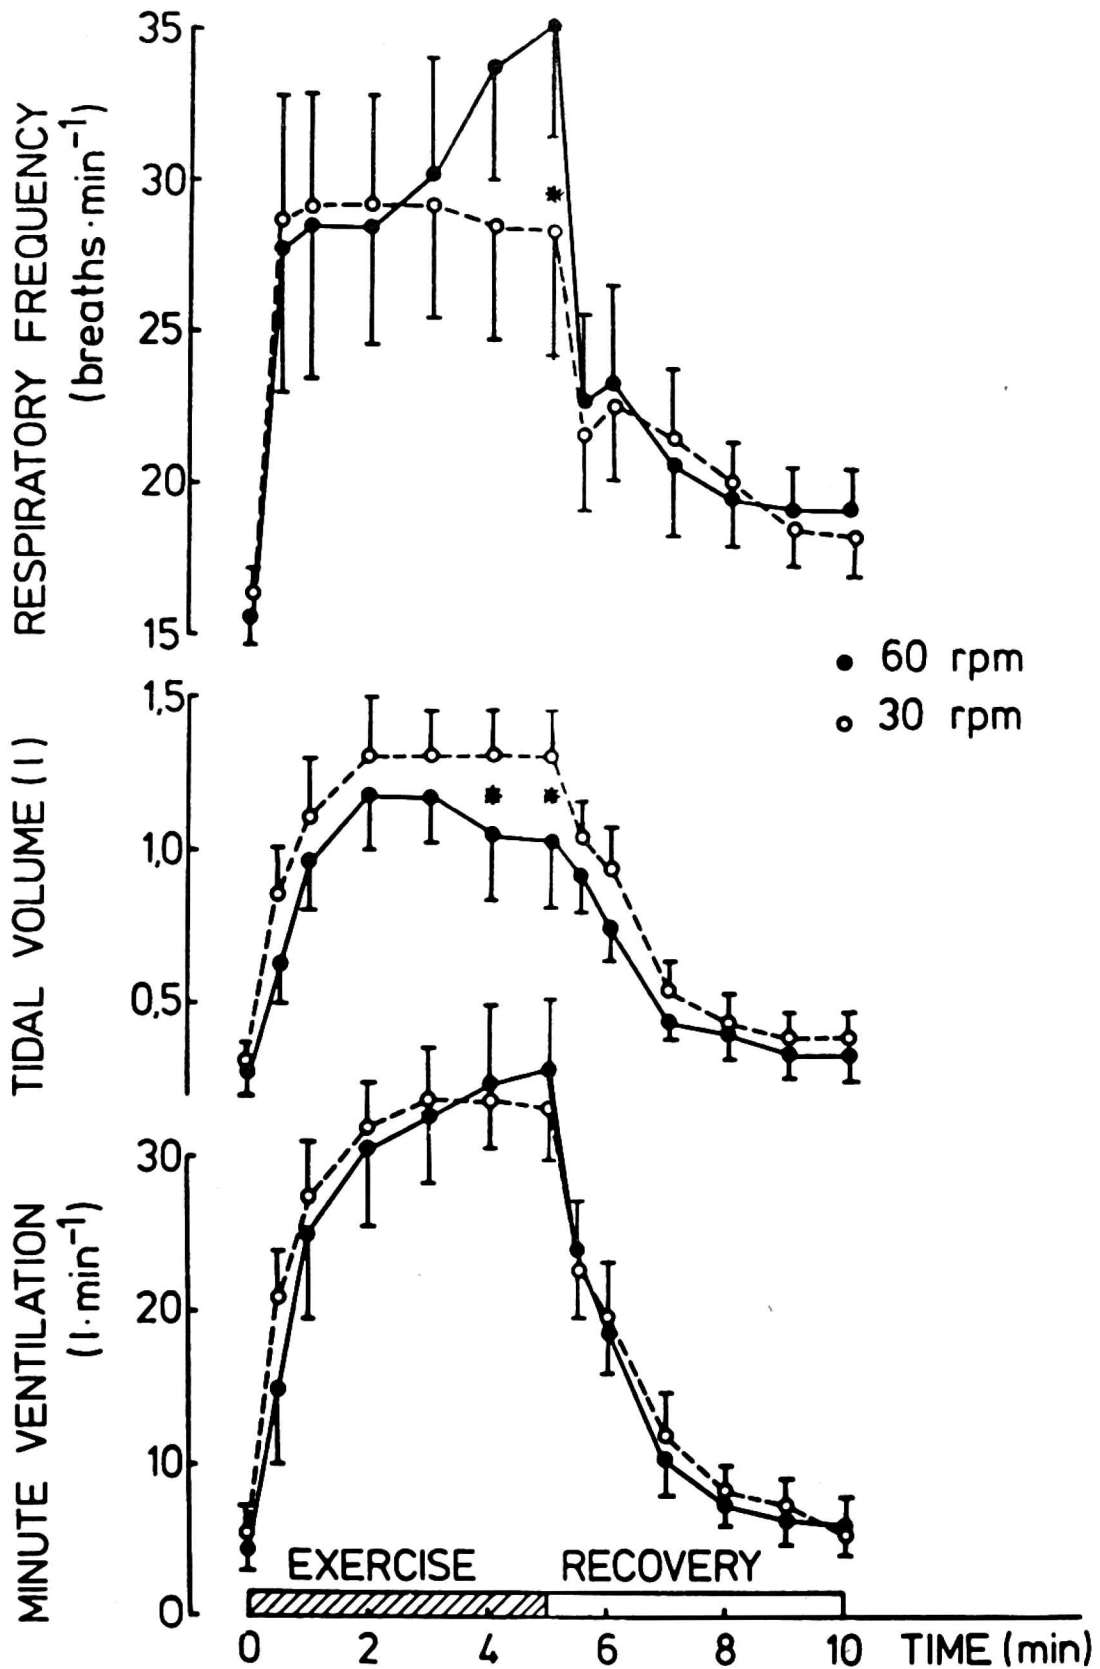 RESPIRATORY FREQUENCY
(breaths·min⁻¹)
35
30
25
20
15
*
● 60 rpm
○ 30 rpm
TIDAL VOLUME (l)
1,5
1,0
0,5
* *
MINUTE VENTILATION
(l·min⁻¹)
30
20
10
0
EXERCISE RECOVERY
0 2 4 6 8 10 TIME (min)